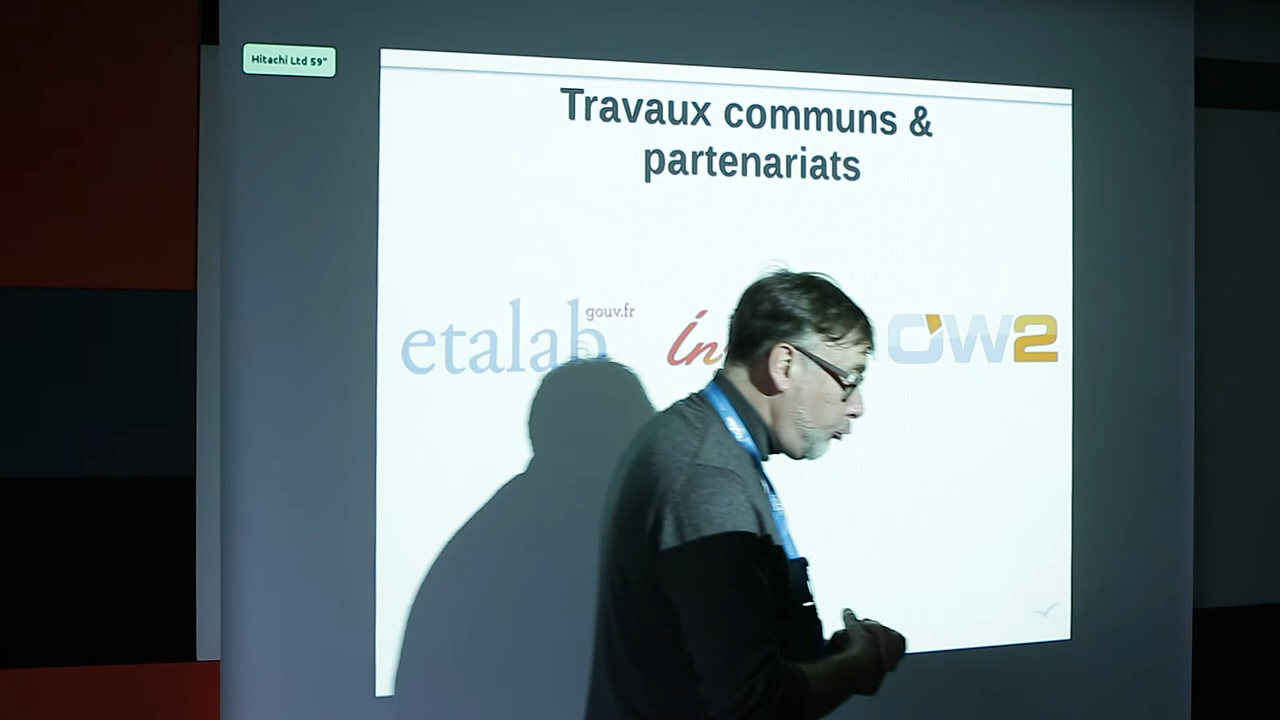 Hitachi Ltd 59"
Travaux communs &
partenariats
etalab gouv.fr
OW2